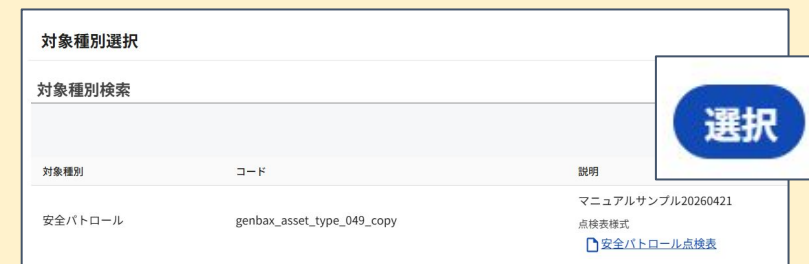 対象種別選択
対象種別検索
選択
対象種別 コード 説明
マニュアルサンプル20260421
安全パトロール genbax_asset_type_049_copy 点検表様式
安全パトロール点検表